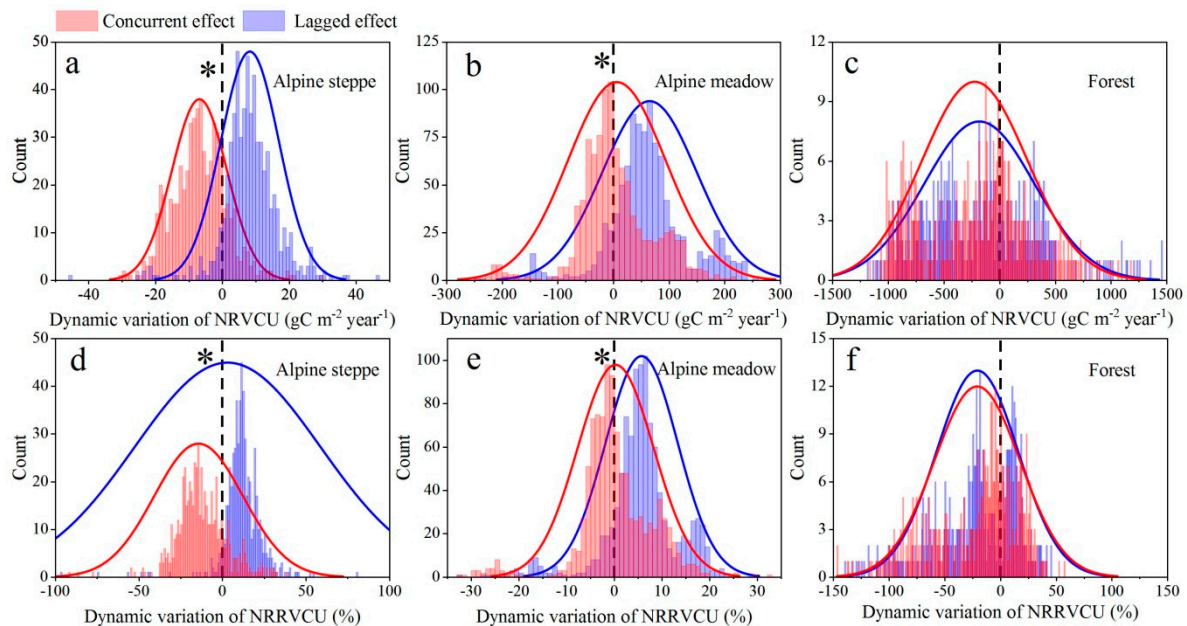 Concurrent effect Lagged effect
a * Alpine steppe
50
40
30
20
10
0
Count
-40 -20 0 20 40
Dynamic variation of NRVCU (gC m⁻² year⁻¹)
b * Alpine meadow
125
100
75
50
25
0
Count
-300 -200 -100 0 100 200 300
Dynamic variation of NRVCU (gC m⁻² year⁻¹)
c Forest
12
9
6
3
0
Count
-1500 -1000 -500 0 500 1000 1500
Dynamic variation of NRVCU (gC m⁻² year⁻¹)
d * Alpine steppe
50
40
30
20
10
0
Count
-100 -50 0 50 100
Dynamic variation of NRRVCU (%)
e * Alpine meadow
100
80
60
40
20
0
Count
-30 -20 -10 0 10 20 30
Dynamic variation of NRRVCU (%)
f Forest
15
12
9
6
3
0
Count
-150 -100 -50 0 50 100 150
Dynamic variation of NRRVCU (%)